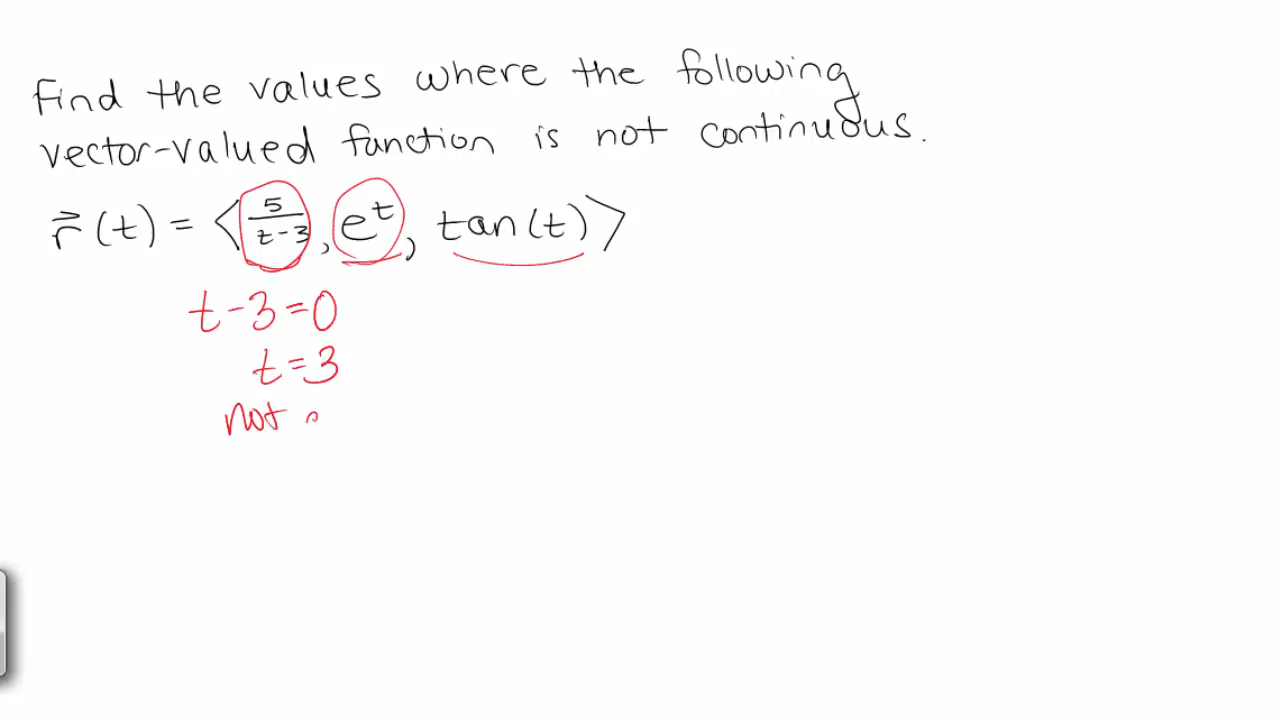 Find the values where the following
vector-valued function is not continuous.
r⃗(t) = ⟨5/(t-3), e^t, tan(t)⟩
t-3=0
t=3
not